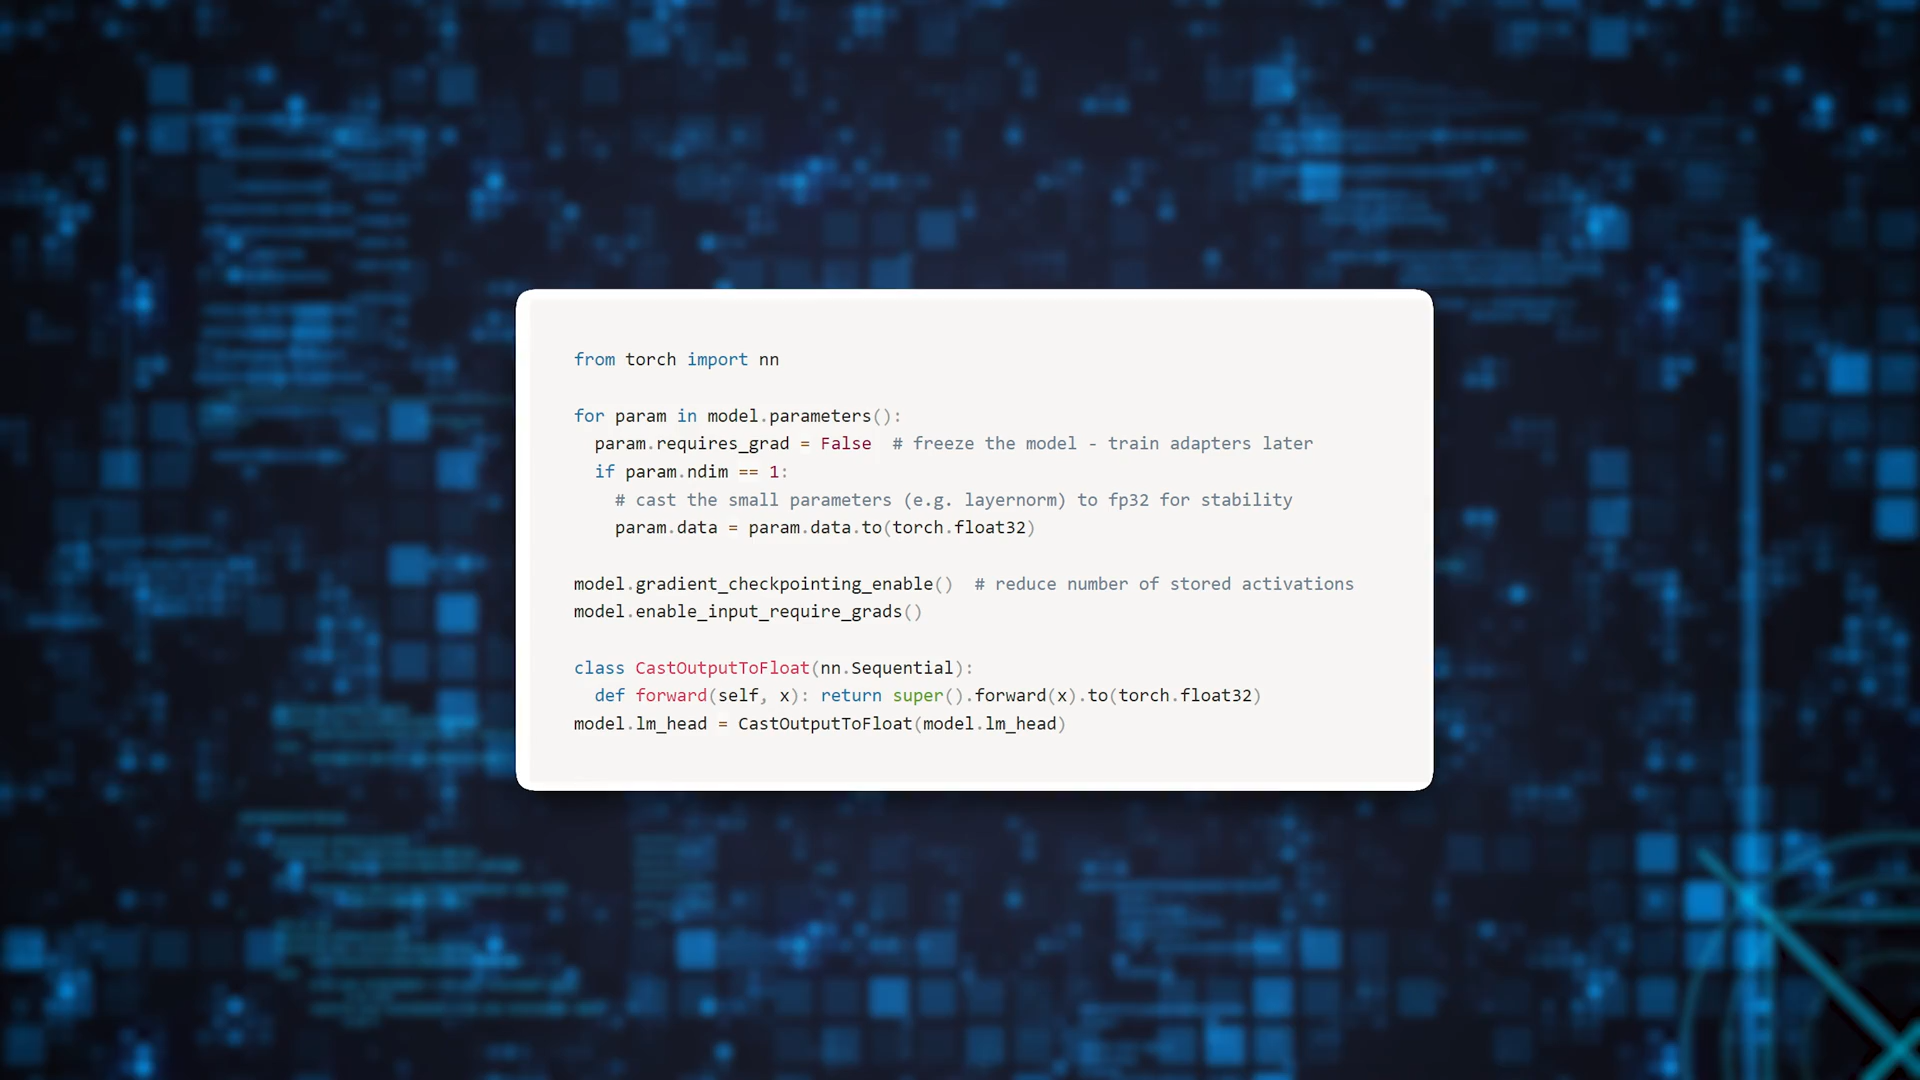 from torch import nn
for param in model.parameters():
  param.requires_grad = False  # freeze the model - train adapters later
  if param.ndim == 1:
    # cast the small parameters (e.g. layernorm) to fp32 for stability
    param.data = param.data.to(torch.float32)
model.gradient_checkpointing_enable()  # reduce number of stored activations
model.enable_input_require_grads()
class CastOutputToFloat(nn.Sequential):
  def forward(self, x): return super().forward(x).to(torch.float32)
model.lm_head = CastOutputToFloat(model.lm_head)